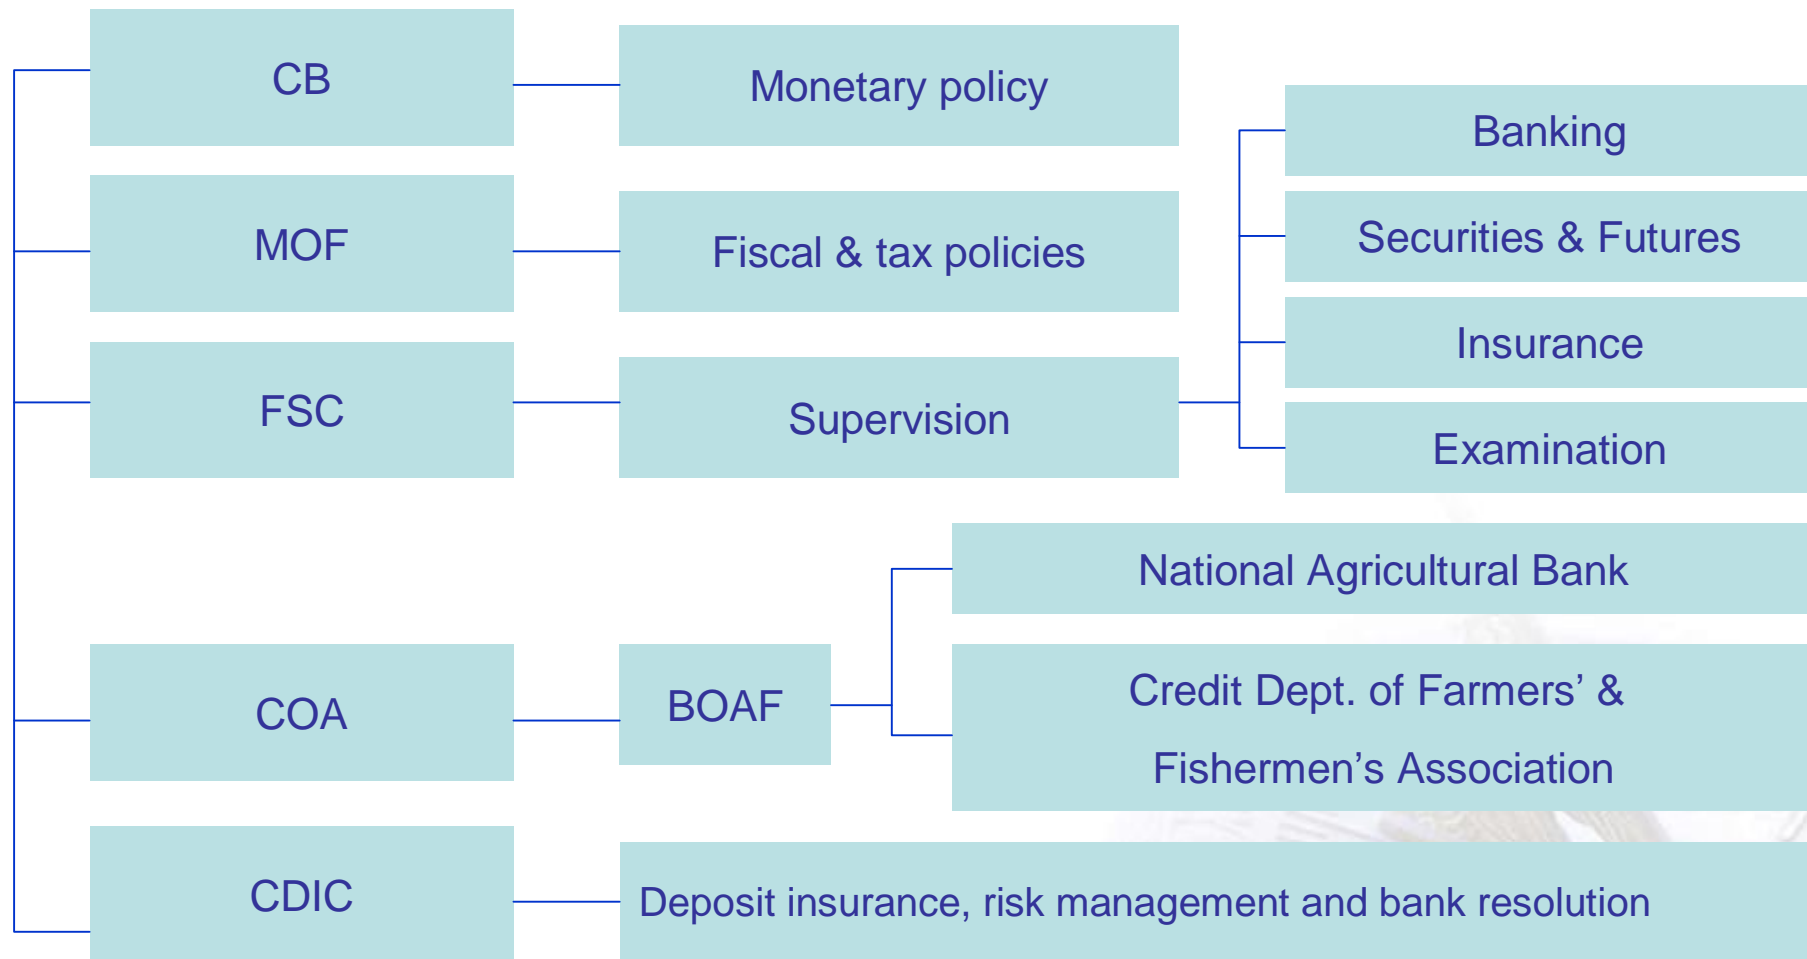 CB
Monetary policy
Banking
MOF
Fiscal & tax policies
Securities & Futures
Insurance
FSC
Supervision
Examination
National Agricultural Bank
COA
BOAF
Credit Dept. of Farmers’ &
Fishermen’s Association
CDIC
Deposit insurance, risk management and bank resolution